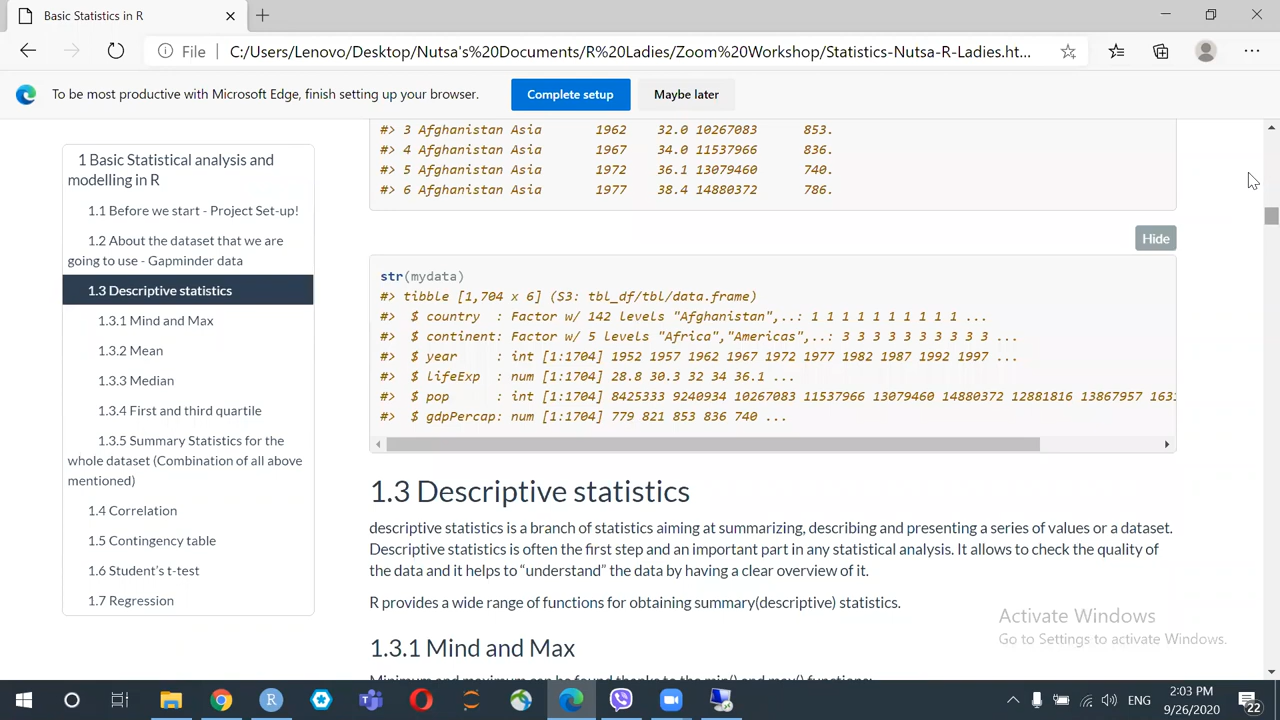 Basic Statistics in R
File
C:/Users/Lenovo/Desktop/Nutsa's%20Documents/R%20Ladies/Zoom%20Workshop/Statistics-Nutsa-R-Ladies.ht...
To be most productive with Microsoft Edge, finish setting up your browser.
Complete setup
Maybe later
1 Basic Statistical analysis and
modelling in R
1.1 Before we start - Project Set-up!
1.2 About the dataset that we are
going to use - Gapminder data
1.3 Descriptive statistics
1.3.1 Mind and Max
1.3.2 Mean
1.3.3 Median
1.3.4 First and third quartile
1.3.5 Summary Statistics for the
whole dataset (Combination of all above
mentioned)
1.4 Correlation
1.5 Contingency table
1.6 Student's t-test
1.7 Regression
#> 3 Afghanistan Asia 1962 32.0 10267083 853.
#> 4 Afghanistan Asia 1967 34.0 11537966 836.
#> 5 Afghanistan Asia 1972 36.1 13079460 740.
#> 6 Afghanistan Asia 1977 38.4 14880372 786.
Hide
str(mydata)
#> tibble [1,704 x 6] (S3: tbl_df/tbl/data.frame)
#> $ country : Factor w/ 142 levels "Afghanistan",..: 1 1 1 1 1 1 1 1 1 1 ...
#> $ continent: Factor w/ 5 levels "Africa","Americas",..: 3 3 3 3 3 3 3 3 3 3 ...
#> $ year : int [1:1704] 1952 1957 1962 1967 1972 1977 1982 1987 1992 1997 ...
#> $ lifeExp : num [1:1704] 28.8 30.3 32 34 36.1 ...
#> $ pop : int [1:1704] 8425333 9240934 10267083 11537966 13079460 14880372 12881816 13867957 163
#> $ gdpPercap: num [1:1704] 779 821 853 836 740 ...
1.3 Descriptive statistics
descriptive statistics is a branch of statistics aiming at summarizing, describing and presenting a series of values or a dataset.
Descriptive statistics is often the first step and an important part in any statistical analysis. It allows to check the quality of
the data and it helps to “understand” the data by having a clear overview of it.
R provides a wide range of functions for obtaining summary(descriptive) statistics.
1.3.1 Mind and Max
Minimum and maximum can be found thanks to the min() and max() functions:
Activate Windows
Go to Settings to activate Windows.
ENG
2:03 PM
9/26/2020
22